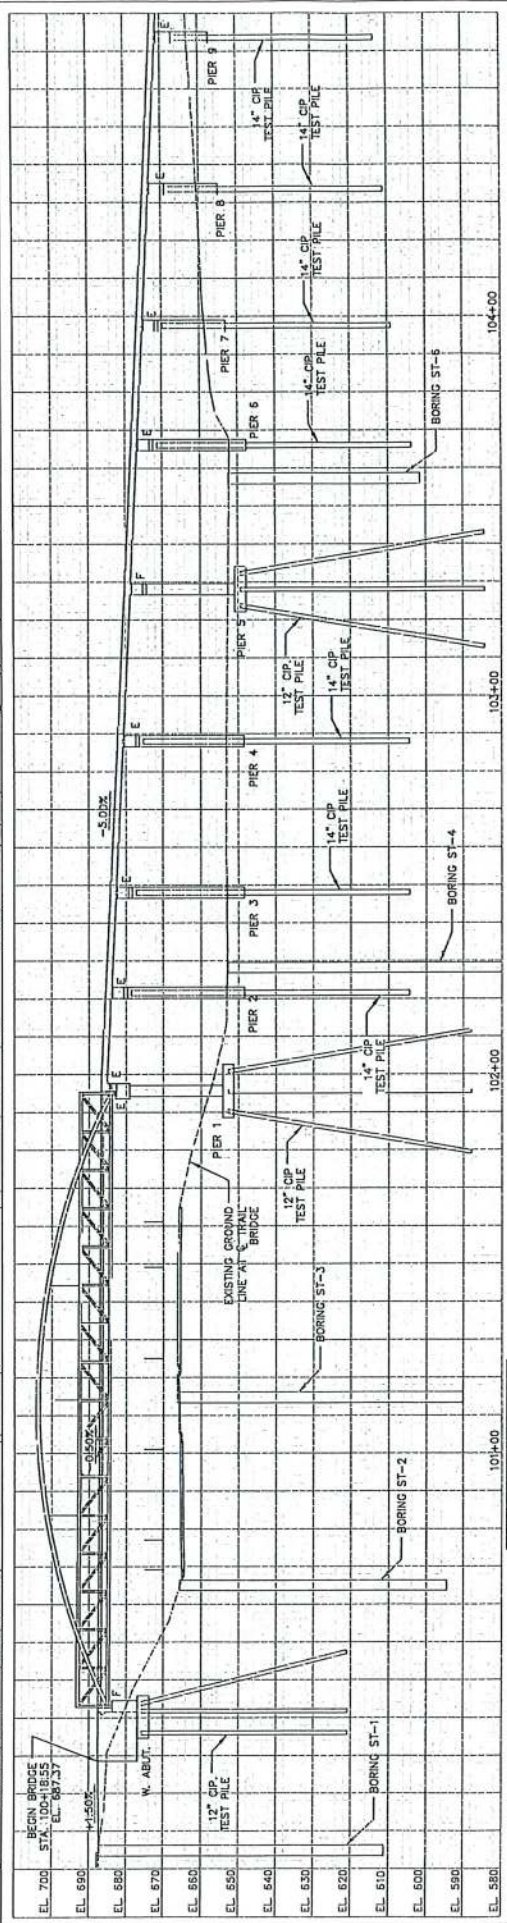 BEGIN BRIDGE
STA. 100+18.55
EL. 687.37
+1.50%
-0.50%
-5.00%
EL 700
EL 690
EL 680
EL 670
EL 660
EL 650
EL 640
EL 630
EL 620
EL 610
EL 600
EL 590
EL 580
W. ABUT.
F
12" CIP
TEST PILE
BORING ST-1
BORING ST-2
BORING ST-3
EXISTING GROUND
LINE AT ℄ TRAIL
BRIDGE
E
E
PIER 1
12" CIP
TEST PILE
E
PIER 2
14" CIP
TEST PILE
BORING ST-4
E
PIER 3
14" CIP
TEST PILE
E
PIER 4
14" CIP
TEST PILE
F
PIER 5
12" CIP
TEST PILE
E
PIER 6
14" CIP
TEST PILE
BORING ST-6
E
PIER 7
14" CIP
TEST PILE
E
PIER 8
14" CIP
TEST PILE
E
PIER 9
14" CIP
TEST PILE
101+00
102+00
103+00
104+00